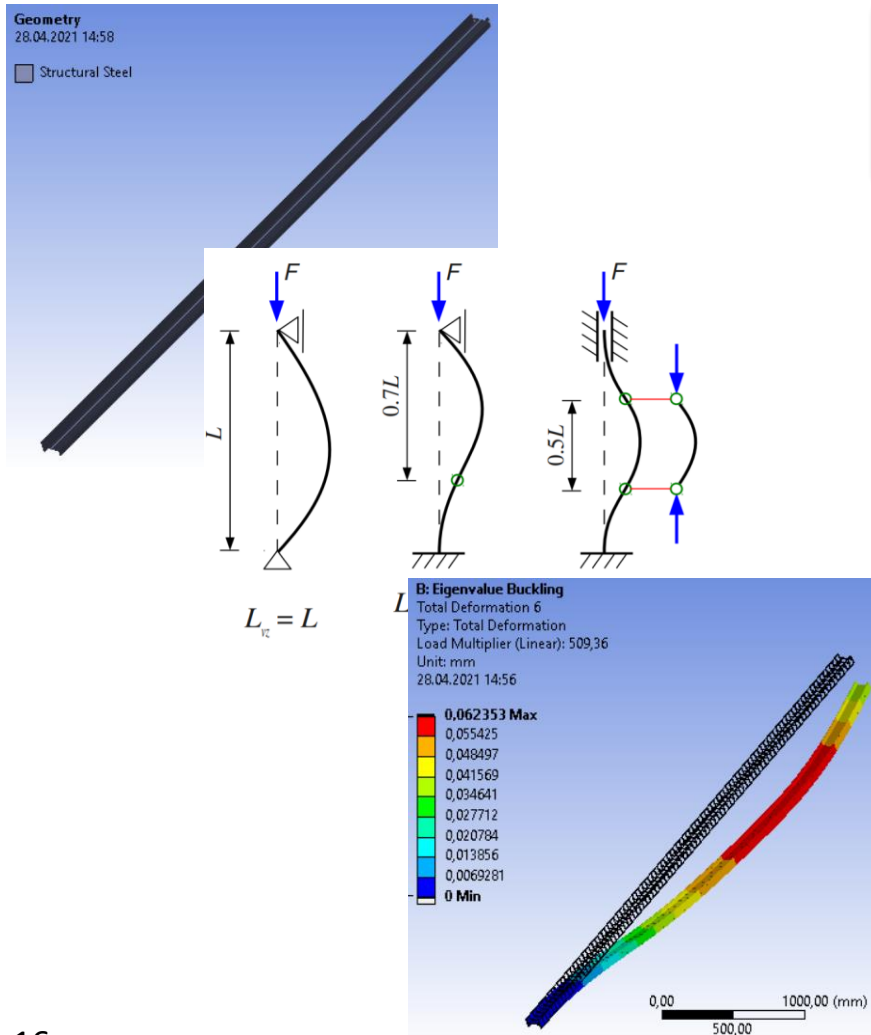 Geometry
28.04.2021 14:58
Structural Steel
F
F
F
L
0.7L
0.5L
L_vz = L
L
B: Eigenvalue Buckling
Total Deformation 6
Type: Total Deformation
Load Multiplier (Linear): 509,36
Unit: mm
28.04.2021 14:56
0,062353 Max
0,055425
0,048497
0,041569
0,034641
0,027712
0,020784
0,013856
0,0069281
0 Min
0,00
1000,00 (mm)
500,00